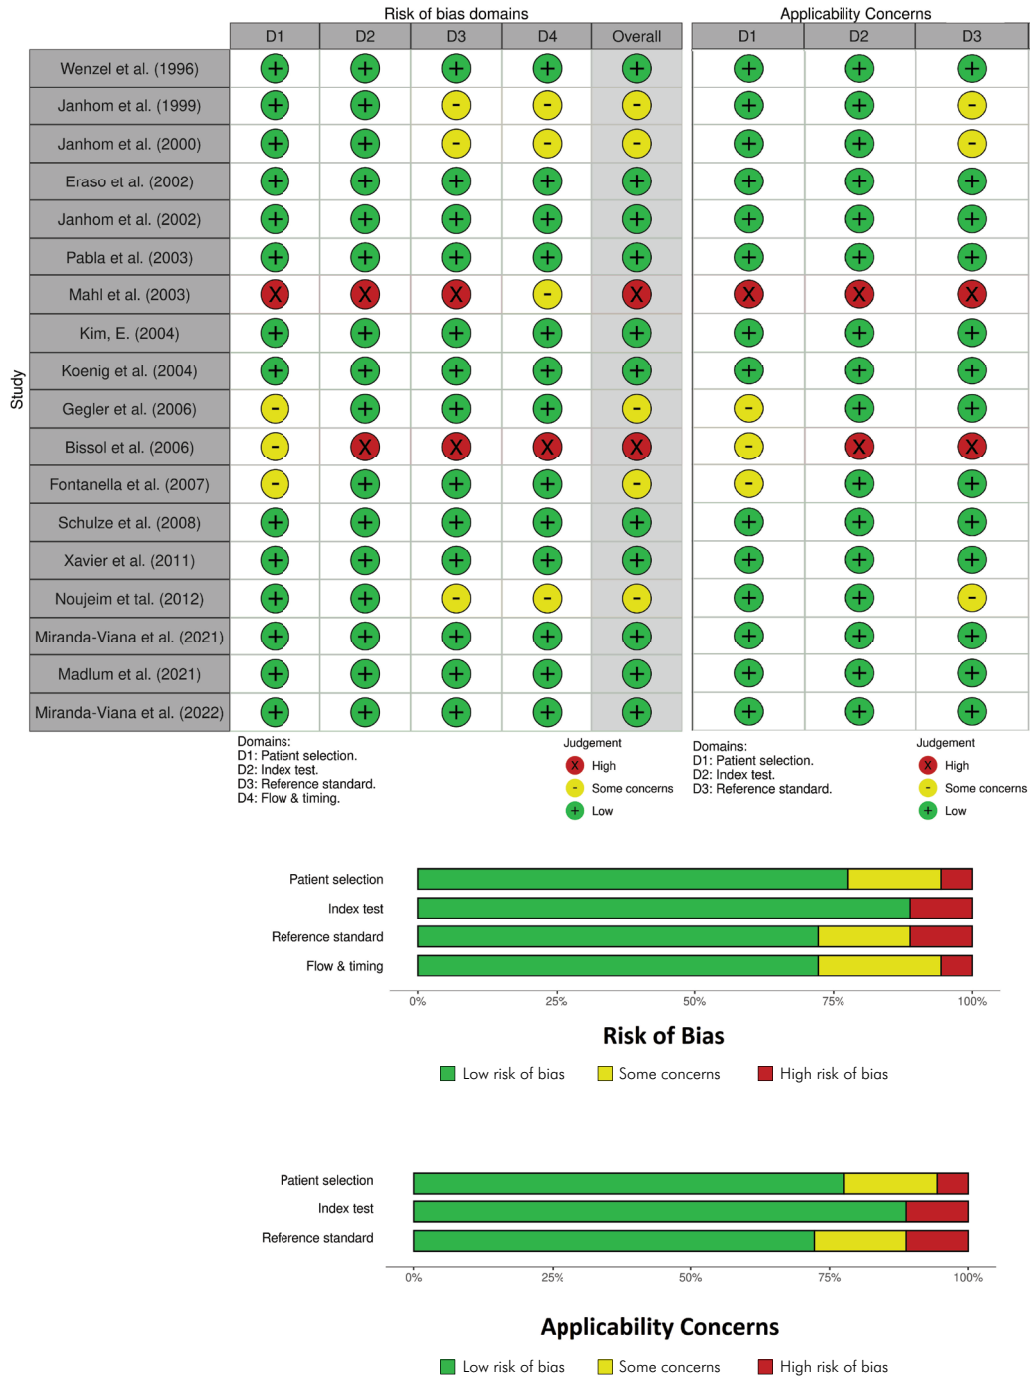 Risk of bias domains
Applicability Concerns
D1 D2 D3 D4 Overall D1 D2 D3
Study
Wenzel et al. (1996) + + + + + + + +
Janhom et al. (1999) + + - - - + + -
Janhom et al. (2000) + + - - - + + -
Eraso et al. (2002) + + + + + + + +
Janhom et al. (2002) + + + + + + + +
Pabla et al. (2003) + + + + + + + +
Mahl et al. (2003) X X X - X X X X
Kim, E. (2004) + + + + + + + +
Koenig et al. (2004) + + + + + + + +
Gegler et al. (2006) - + + + - - + +
Bissol et al. (2006) - X X X X - X X
Fontanella et al. (2007) - + + + - - + +
Schulze et al. (2008) + + + + + + + +
Xavier et al. (2011) + + + + + + + +
Noujeim et tal. (2012) + + - - - + + -
Miranda-Viana et al. (2021) + + + + + + + +
Madlum et al. (2021) + + + + + + + +
Miranda-Viana et al. (2022) + + + + + + + +
Domains:
D1: Patient selection.
D2: Index test.
D3: Reference standard.
D4: Flow & timing.
Judgement
X High
- Some concerns
+ Low
Domains:
D1: Patient selection.
D2: Index test.
D3: Reference standard.
Judgement
X High
- Some concerns
+ Low
Patient selection
Index test
Reference standard
Flow & timing
0% 25% 50% 75% 100%
Risk of Bias
Low risk of bias Some concerns High risk of bias
Patient selection
Index test
Reference standard
0% 25% 50% 75% 100%
Applicability Concerns
Low risk of bias Some concerns High risk of bias